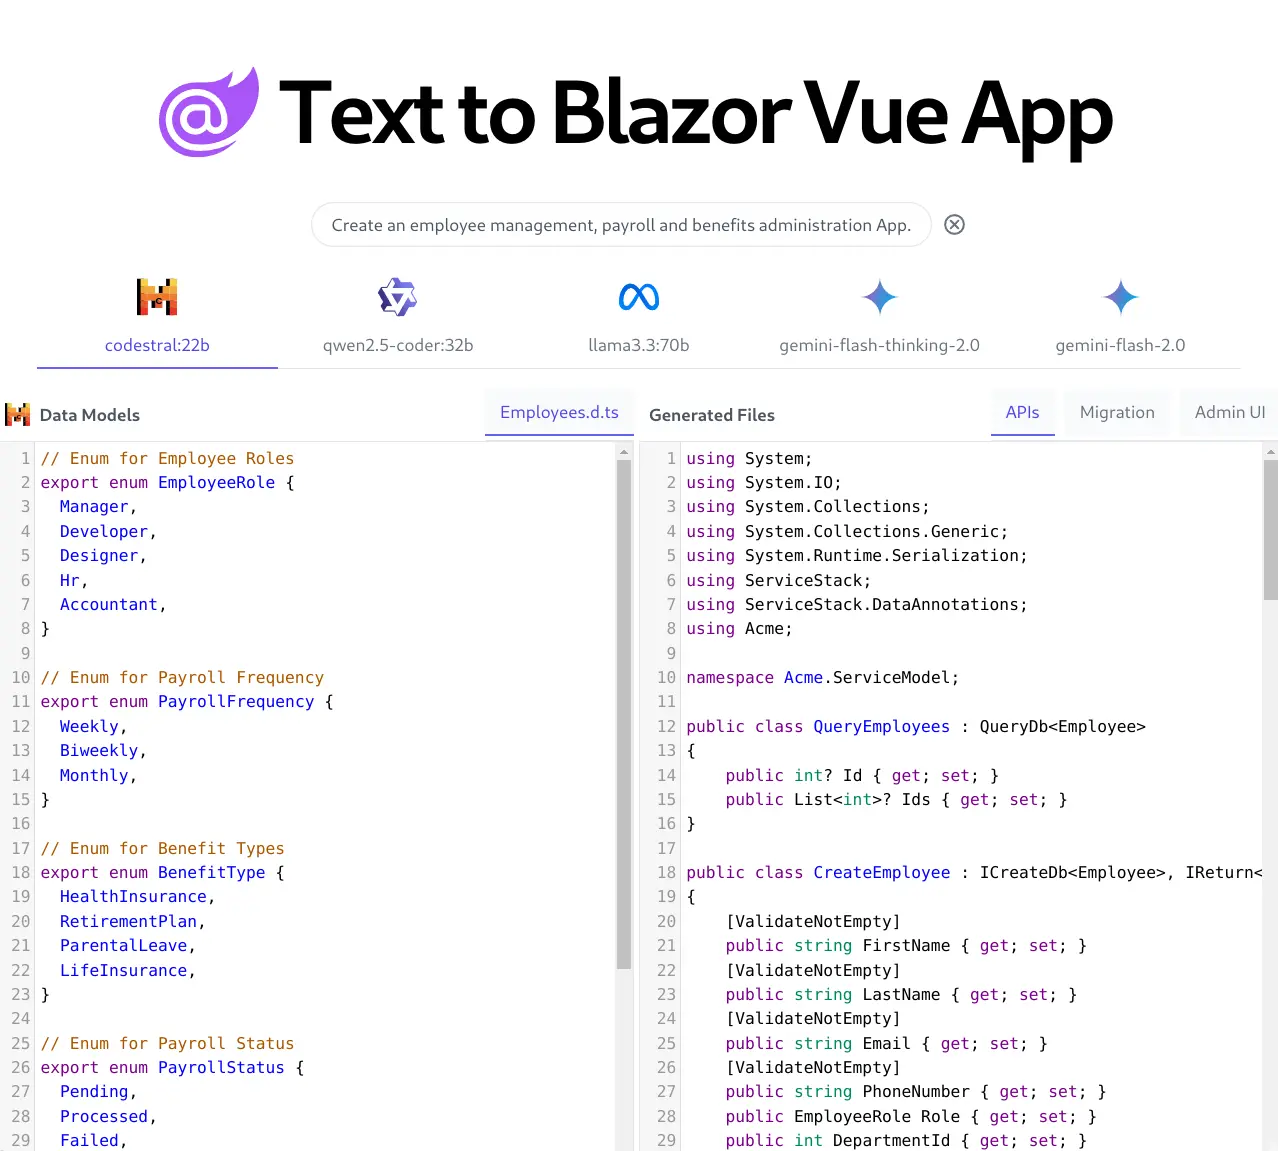 Text to Blazor Vue App
Create an employee management, payroll and benefits administration App.
codestral:22b
qwen2.5-coder:32b
llama3.3:70b
gemini-flash-thinking-2.0
gemini-flash-2.0
Data Models
Employees.d.ts
1 // Enum for Employee Roles
2 export enum EmployeeRole {
3   Manager,
4   Developer,
5   Designer,
6   Hr,
7   Accountant,
8 }
9
10 // Enum for Payroll Frequency
11 export enum PayrollFrequency {
12   Weekly,
13   Biweekly,
14   Monthly,
15 }
16
17 // Enum for Benefit Types
18 export enum BenefitType {
19   HealthInsurance,
20   RetirementPlan,
21   ParentalLeave,
22   LifeInsurance,
23 }
24
25 // Enum for Payroll Status
26 export enum PayrollStatus {
27   Pending,
28   Processed,
29   Failed,
Generated Files
APIs
Migration
Admin UI
1 using System;
2 using System.IO;
3 using System.Collections;
4 using System.Collections.Generic;
5 using System.Runtime.Serialization;
6 using ServiceStack;
7 using ServiceStack.DataAnnotations;
8 using Acme;
9
10 namespace Acme.ServiceModel;
11
12 public class QueryEmployees : QueryDb<Employee>
13 {
14     public int? Id { get; set; }
15     public List<int>? Ids { get; set; }
16 }
17
18 public class CreateEmployee : ICreateDb<Employee>, IReturn<
19 {
20     [ValidateNotEmpty]
21     public string FirstName { get; set; }
22     [ValidateNotEmpty]
23     public string LastName { get; set; }
24     [ValidateNotEmpty]
25     public string Email { get; set; }
26     [ValidateNotEmpty]
27     public string PhoneNumber { get; set; }
28     public EmployeeRole Role { get; set; }
29     public int DepartmentId { get; set; }